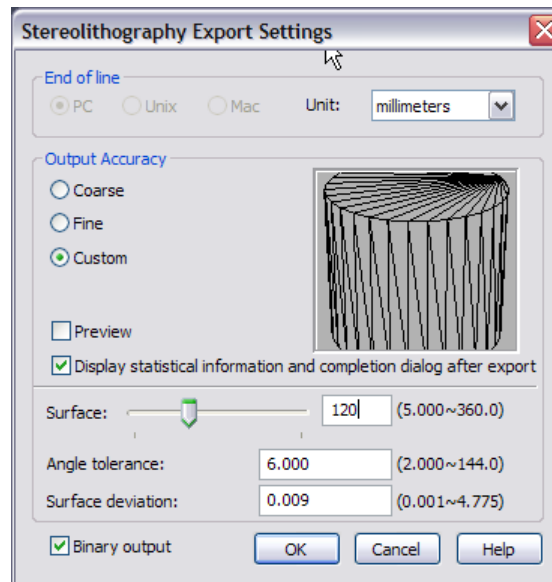 Stereolithography Export Settings
End of line
PC Unix Mac Unit: millimeters
Output Accuracy
Coarse
Fine
Custom
Preview
Display statistical information and completion dialog after export
Surface: 120 (5.000~360.0)
Angle tolerance: 6.000 (2.000~144.0)
Surface deviation: 0.009 (0.001~4.775)
Binary output OK Cancel Help